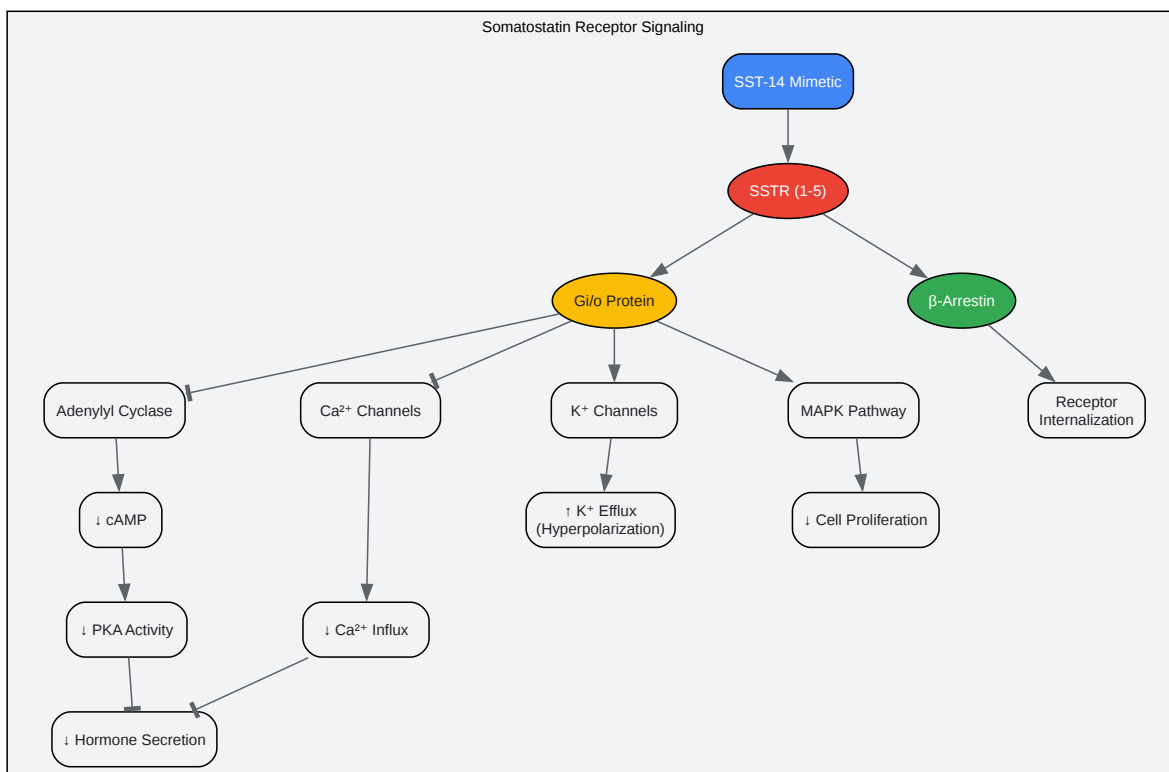 Somatostatin Receptor Signaling
SST-14 Mimetic
SSTR (1-5)
Gi/o Protein
β-Arrestin
Adenylyl Cyclase
Ca²⁺ Channels
K⁺ Channels
MAPK Pathway
Receptor
Internalization
↓ cAMP
↑ K⁺ Efflux
(Hyperpolarization)
↓ Cell Proliferation
↓ PKA Activity
↓ Ca²⁺ Influx
↓ Hormone Secretion